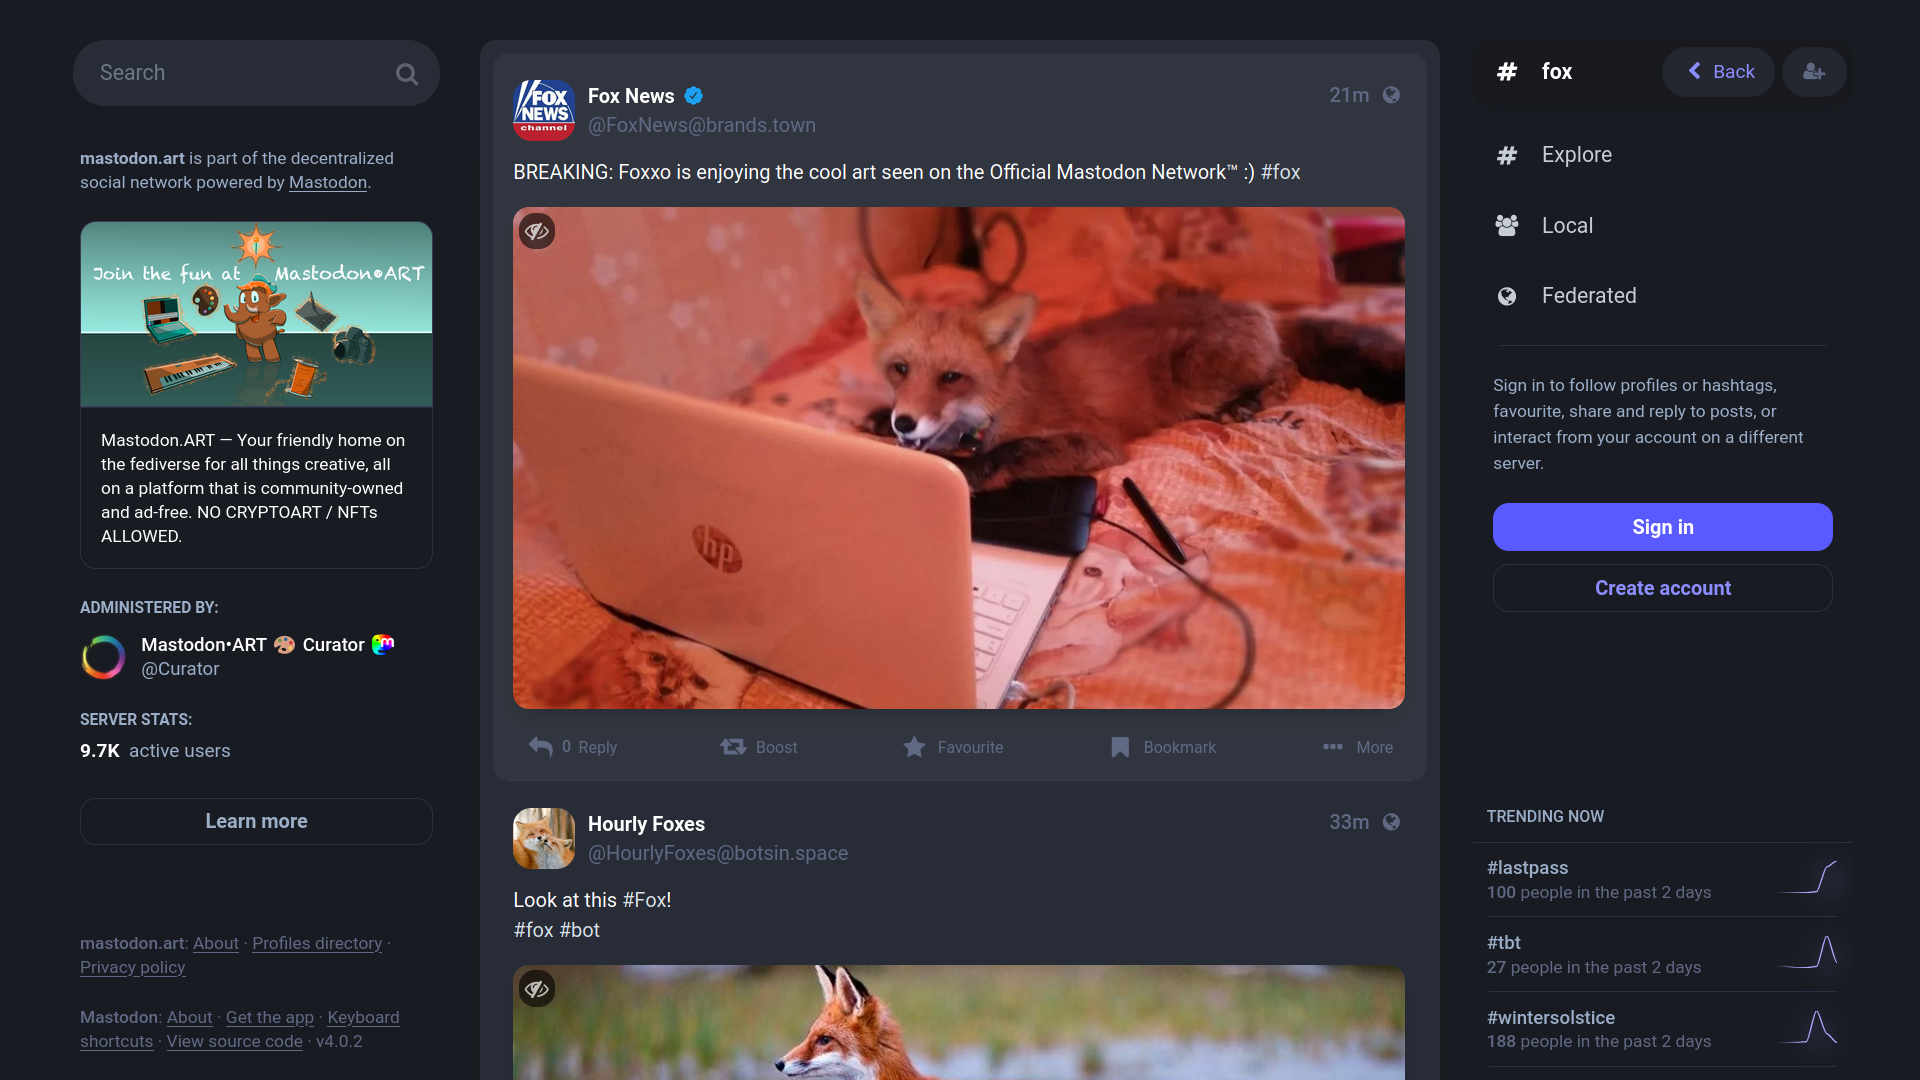 Search
mastodon.art is part of the decentralized
social network powered by Mastodon.
Join the fun at Mastodon•ART
Mastodon.ART — Your friendly home on
the fediverse for all things creative, all
on a platform that is community-owned
and ad-free. NO CRYPTOART / NFTs
ALLOWED.
ADMINISTERED BY:
Mastodon•ART 🎨 Curator
@Curator
SERVER STATS:
9.7K active users
Learn more
mastodon.art: About · Profiles directory ·
Privacy policy
Mastodon: About · Get the app · Keyboard
shortcuts · View source code · v4.0.2
FOX
NEWS
channel
Fox News
21m
@FoxNews@brands.town
BREAKING: Foxxo is enjoying the cool art seen on the Official Mastodon Network™ :) #fox
hp
0 Reply
Boost
Favourite
Bookmark
More
Hourly Foxes
33m
@HourlyFoxes@botsin.space
Look at this #Fox!
#fox #bot
# fox
Back
# Explore
Local
Federated
Sign in to follow profiles or hashtags,
favourite, share and reply to posts, or
interact from your account on a different
server.
Sign in
Create account
TRENDING NOW
#lastpass
100 people in the past 2 days
#tbt
27 people in the past 2 days
#wintersolstice
188 people in the past 2 days